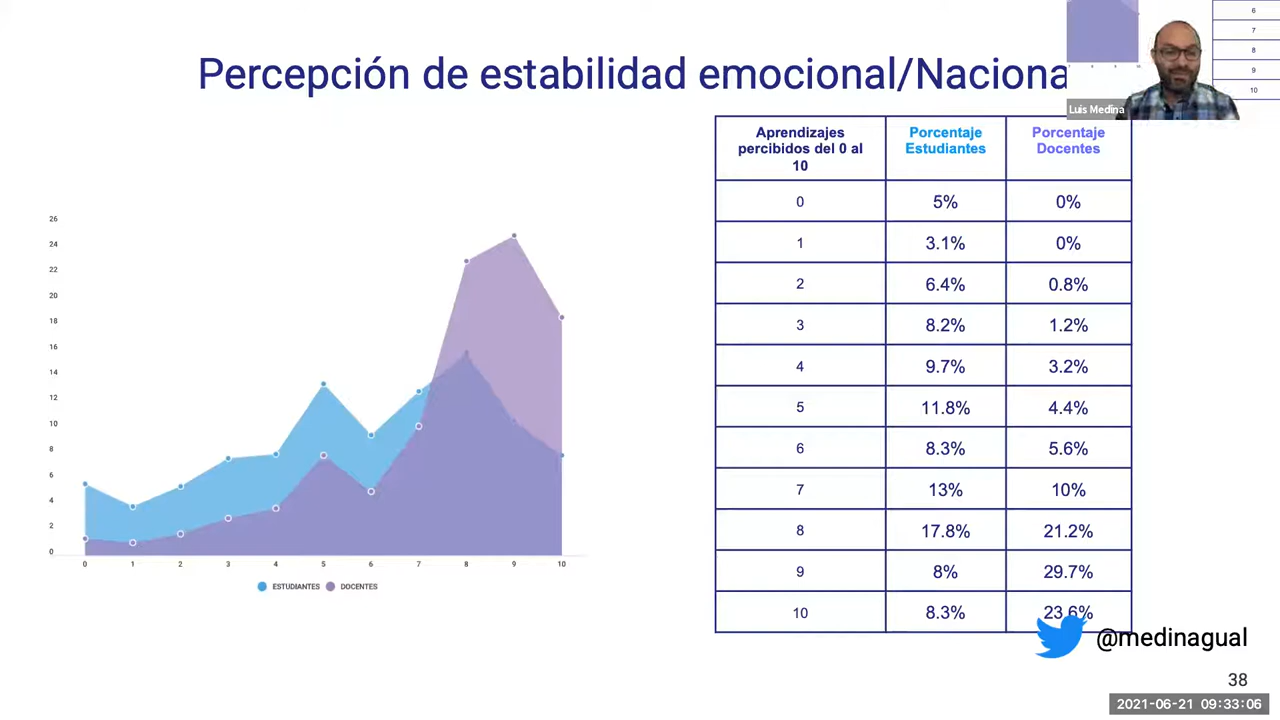 Percepción de estabilidad emocional/Naciona
6
7
8
9
10
Luis Medina
Aprendizajes percibidos del 0 al 10 Porcentaje Estudiantes Porcentaje Docentes
0 5% 0%
1 3.1% 0%
2 6.4% 0.8%
3 8.2% 1.2%
4 9.7% 3.2%
5 11.8% 4.4%
6 8.3% 5.6%
7 13% 10%
8 17.8% 21.2%
9 8% 29.7%
10 8.3% 23.6%
26
24
22
20
18
16
14
12
10
8
6
4
2
0
0 1 2 3 4 5 6 7 8 9 10
ESTUDIANTES DOCENTES
@medinagual
38
2021-06-21 09:33:06